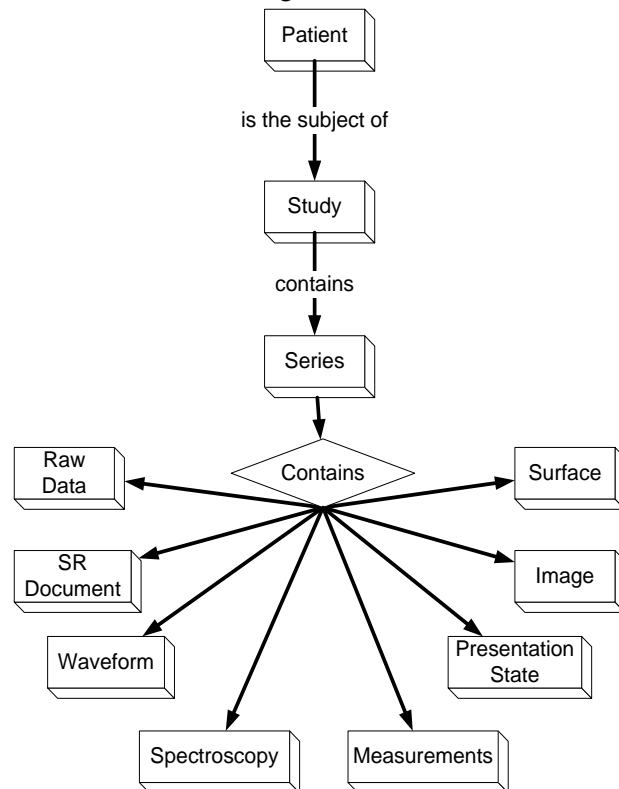 Patient
is the subject of
Study
contains
Series
Contains
Raw
Data
Surface
SR
Document
Image
Waveform
Presentation
State
Spectroscopy
Measurements